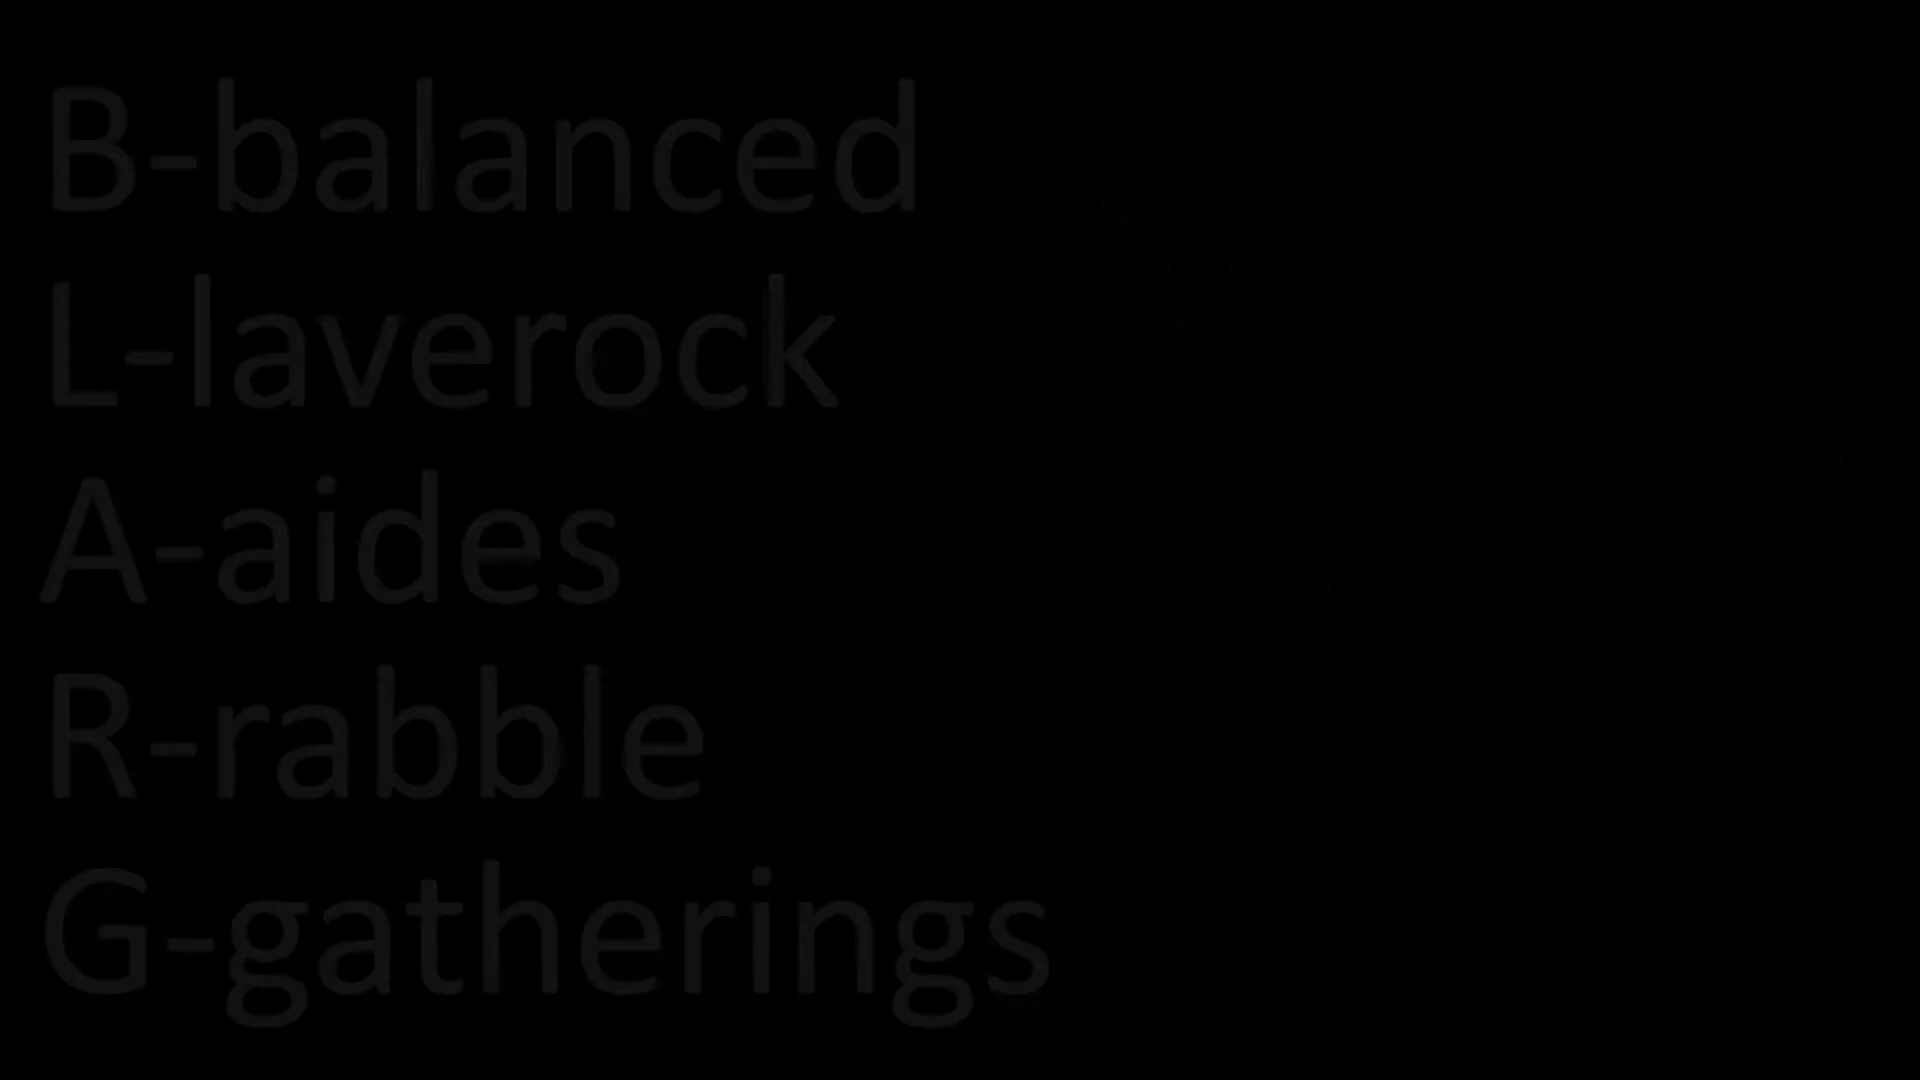 B-balanced
L-laverock
A-aides
R-rabble
G-gatherings